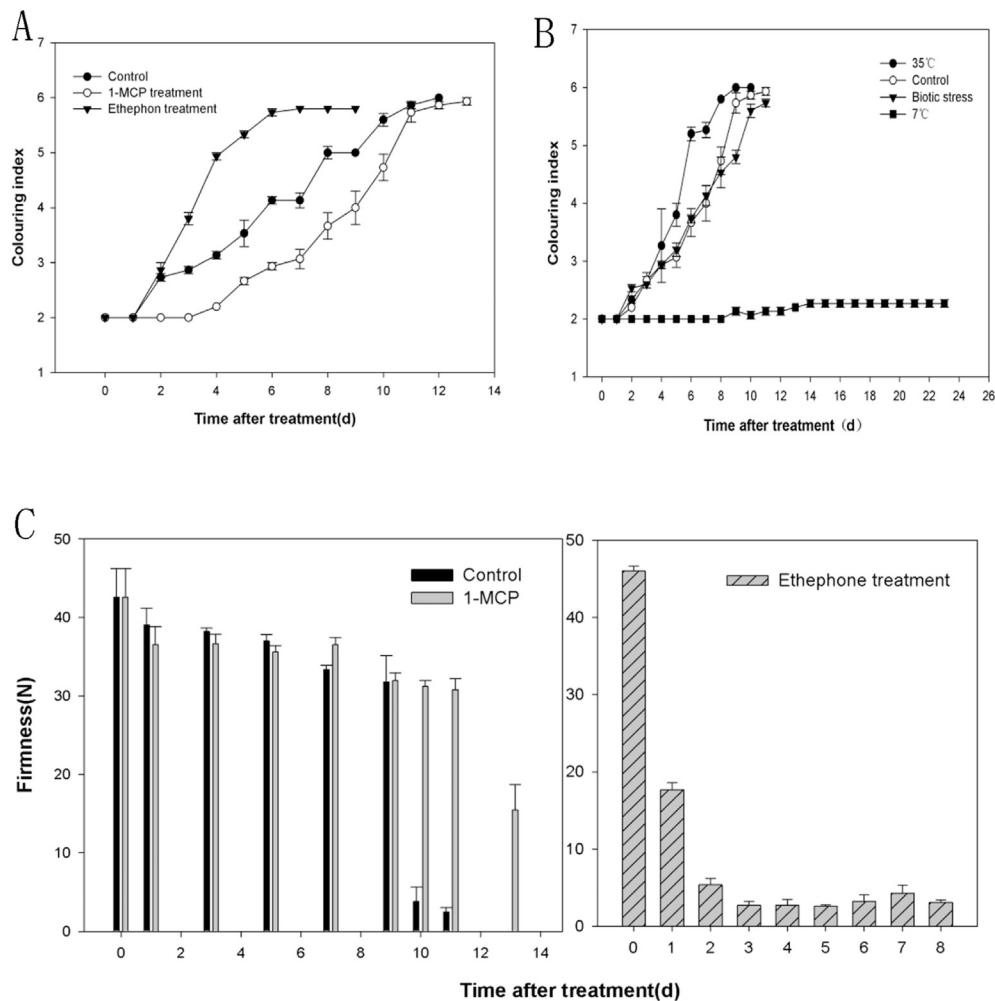 A
7
6
5
4
3
2
1
Colouring index
Control
1-MCP treatment
Ethephon treatment
0 2 4 6 8 10 12 14
Time after treatment(d)
B
7
6
5
4
3
2
1
Colouring index
35℃
Control
Biotic stress
7℃
0 2 4 6 8 10 12 14 16 18 20 22 24 26
Time after treatment（d）
C
50
40
30
20
10
0
Firmness(N)
Control
1-MCP
0 2 4 6 8 10 12 14
50
40
30
20
10
0
Ethephone treatment
0 1 2 3 4 5 6 7 8
Time after treatment(d)